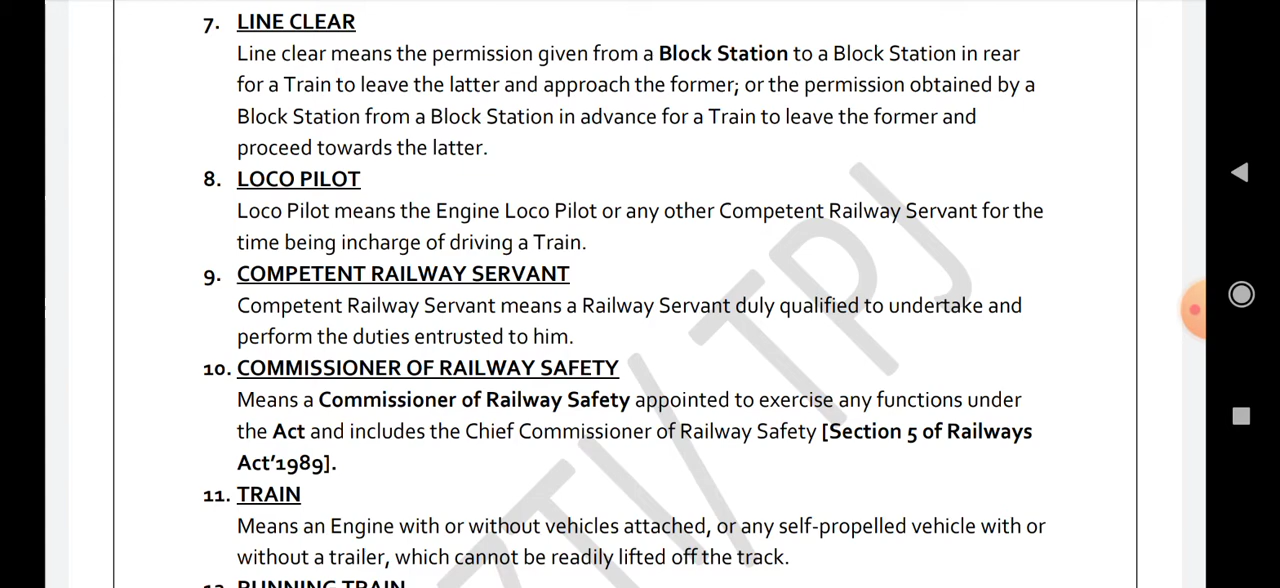 7. LINE CLEAR
Line clear means the permission given from a Block Station to a Block Station in rear
for a Train to leave the latter and approach the former; or the permission obtained by a
Block Station from a Block Station in advance for a Train to leave the former and
proceed towards the latter.
8. LOCO PILOT
Loco Pilot means the Engine Loco Pilot or any other Competent Railway Servant for the
time being incharge of driving a Train.
9. COMPETENT RAILWAY SERVANT
Competent Railway Servant means a Railway Servant duly qualified to undertake and
perform the duties entrusted to him.
10. COMMISSIONER OF RAILWAY SAFETY
Means a Commissioner of Railway Safety appointed to exercise any functions under
the Act and includes the Chief Commissioner of Railway Safety [Section 5 of Railways
Act'1989].
11. TRAIN
Means an Engine with or without vehicles attached, or any self-propelled vehicle with or
without a trailer, which cannot be readily lifted off the track.
12. RUNNING TRAIN
ZTI/TPJ